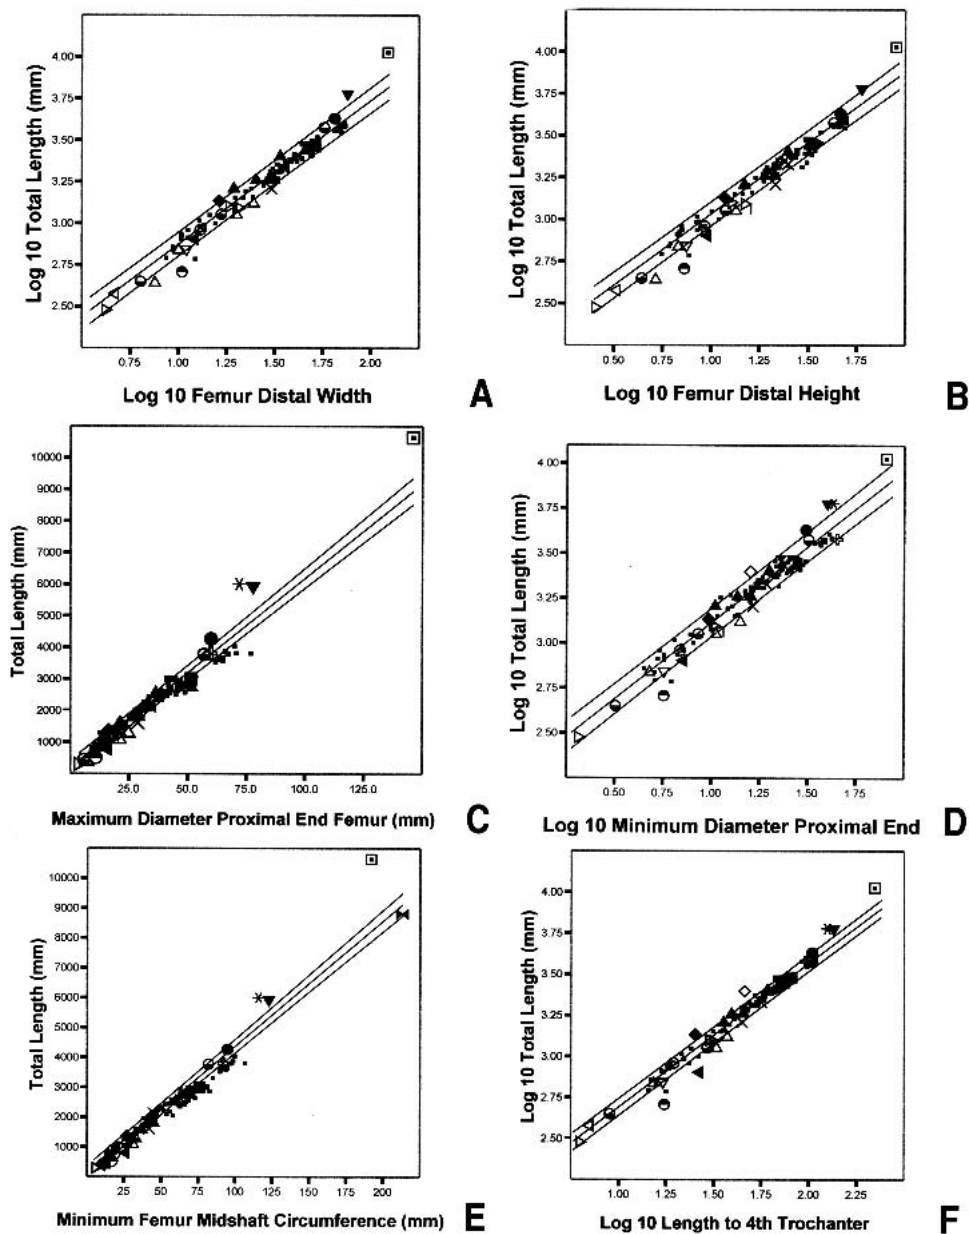 4.00
3.75
3.50
3.25
3.00
2.75
2.50
Log 10 Total Length (mm)
0.75 1.00 1.25 1.50 1.75 2.00
Log 10 Femur Distal Width
A
4.00
3.75
3.50
3.25
3.00
2.75
2.50
Log 10 Total Length (mm)
0.50 0.75 1.00 1.25 1.50 1.75
Log 10 Femur Distal Height
B
10000
9000
8000
7000
6000
5000
4000
3000
2000
1000
Total Length (mm)
25.0 50.0 75.0 100.0 125.0
Maximum Diameter Proximal End Femur (mm)
C
4.00
3.75
3.50
3.25
3.00
2.75
2.50
Log 10 Total Length (mm)
0.50 0.75 1.00 1.25 1.50 1.75
Log 10 Minimum Diameter Proximal End
D
10000
9000
8000
7000
6000
5000
4000
3000
2000
1000
Total Length (mm)
25 50 75 100 125 150 175 200
Minimum Femur Midshaft Circumference (mm)
E
4.00
3.75
3.50
3.25
3.00
2.75
2.50
Log 10 Total Length (mm)
1.00 1.25 1.50 1.75 2.00 2.25
Log 10 Length to 4th Trochanter
F